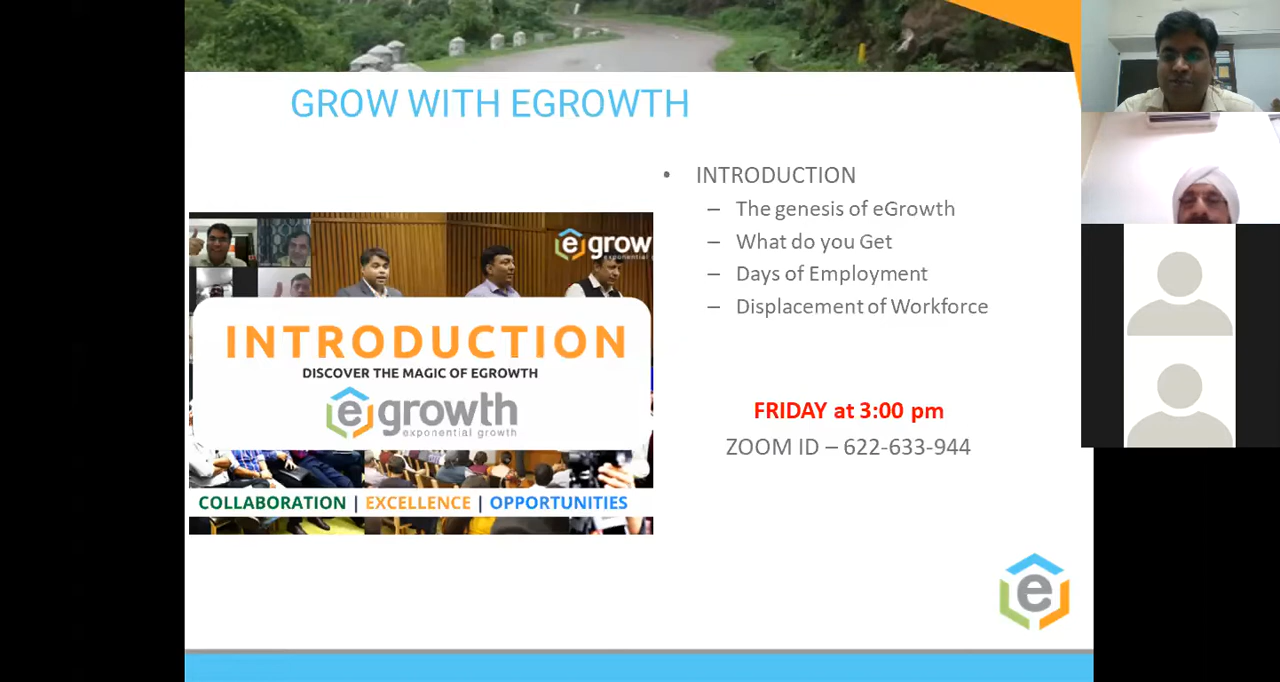 GROW WITH EGROWTH
• INTRODUCTION
– The genesis of eGrowth
– What do you Get
– Days of Employment
– Displacement of Workforce
FRIDAY at 3:00 pm
ZOOM ID – 622-633-944
egrow
exponential growth
INTRODUCTION
DISCOVER THE MAGIC OF EGROWTH
egrowth
exponential growth
COLLABORATION | EXCELLENCE | OPPORTUNITIES
e